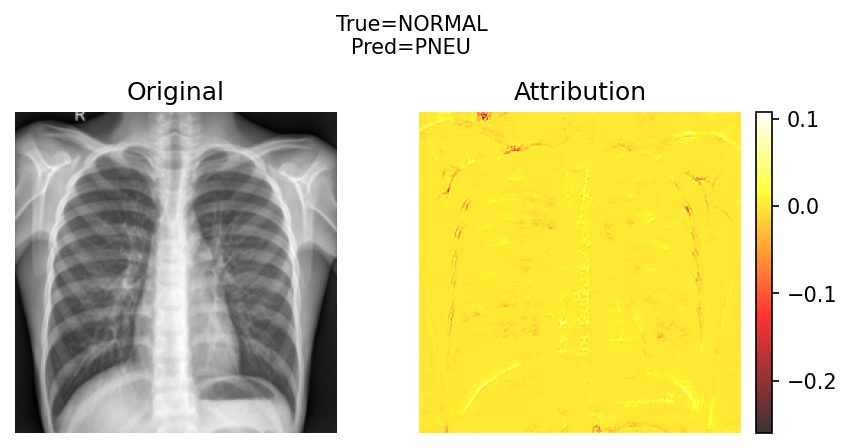 True=NORMAL
Pred=PNEU
Original
Attribution
R
0.1
0.0
−0.1
−0.2